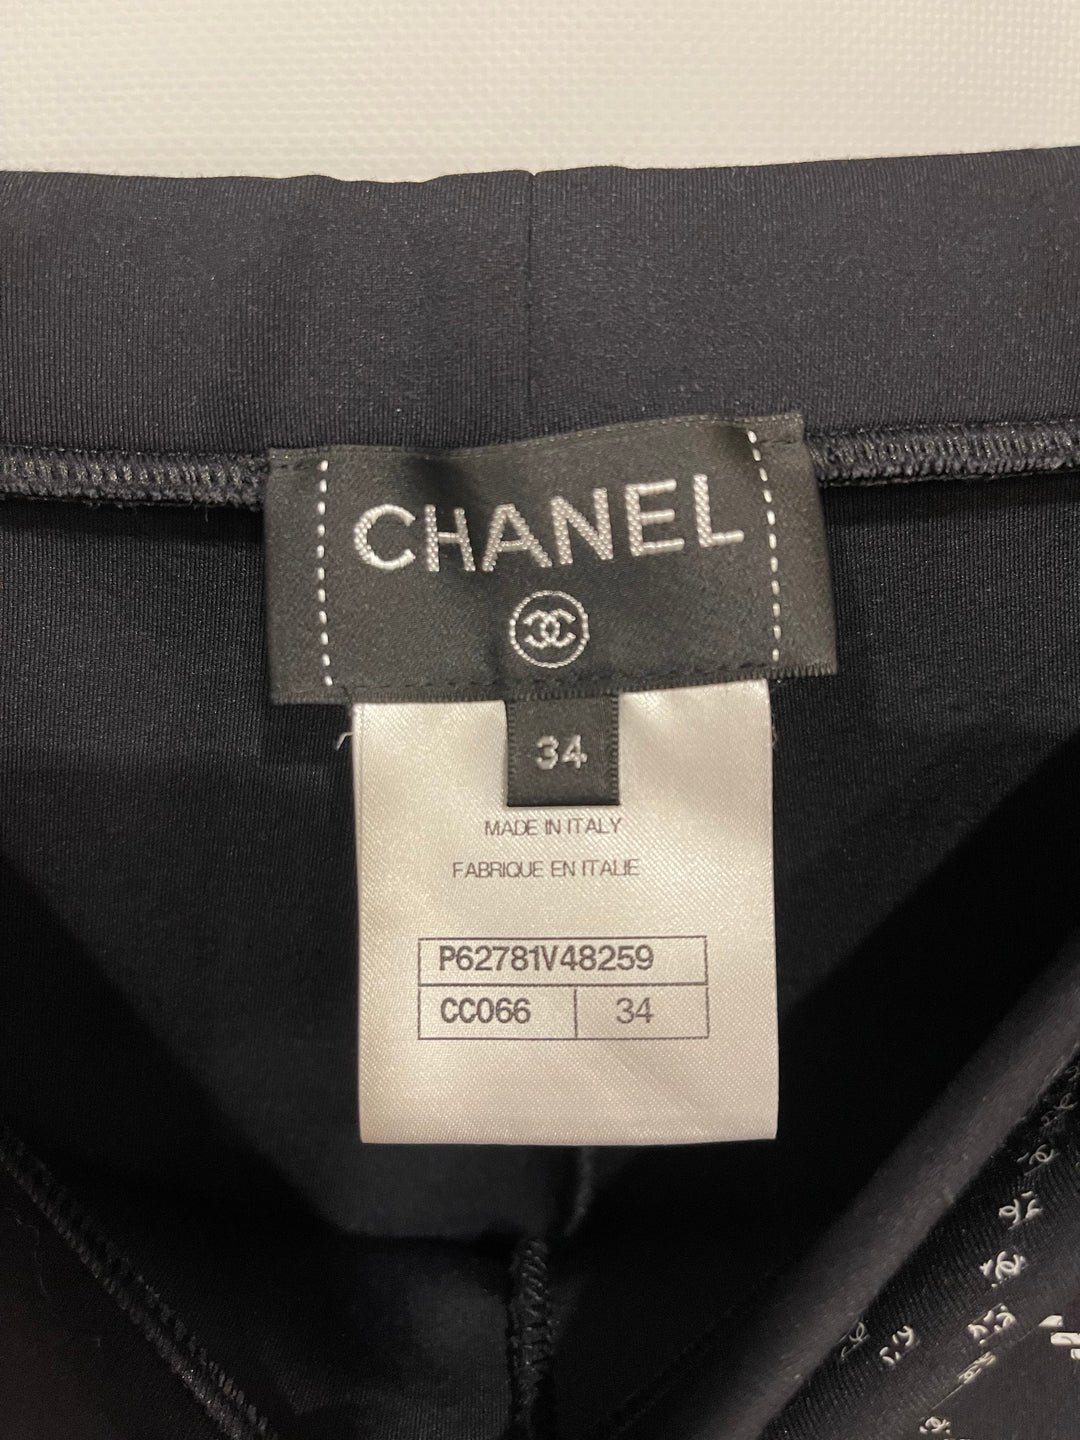 CHANEL
34
MADE IN ITALY
FABRIQUE EN ITALIE
P62781V48259
CC066 34